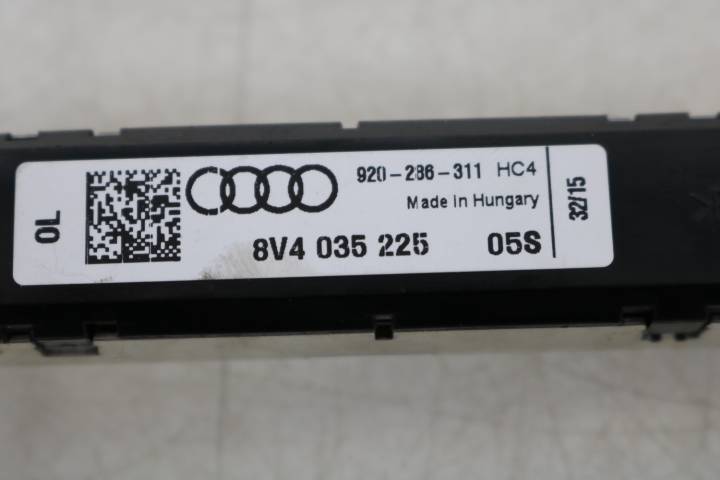 OL
920-286-311 HC4
Made in Hungary
8V4 035 225 05S
32/15